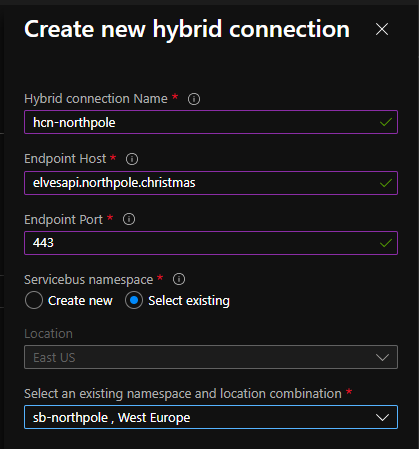 Create new hybrid connection
Hybrid connection Name *
hcn-northpole
Endpoint Host *
elvesapi.northpole.christmas
Endpoint Port *
443
Servicebus namespace *
Create new Select existing
Location
East US
Select an existing namespace and location combination *
sb-northpole , West Europe